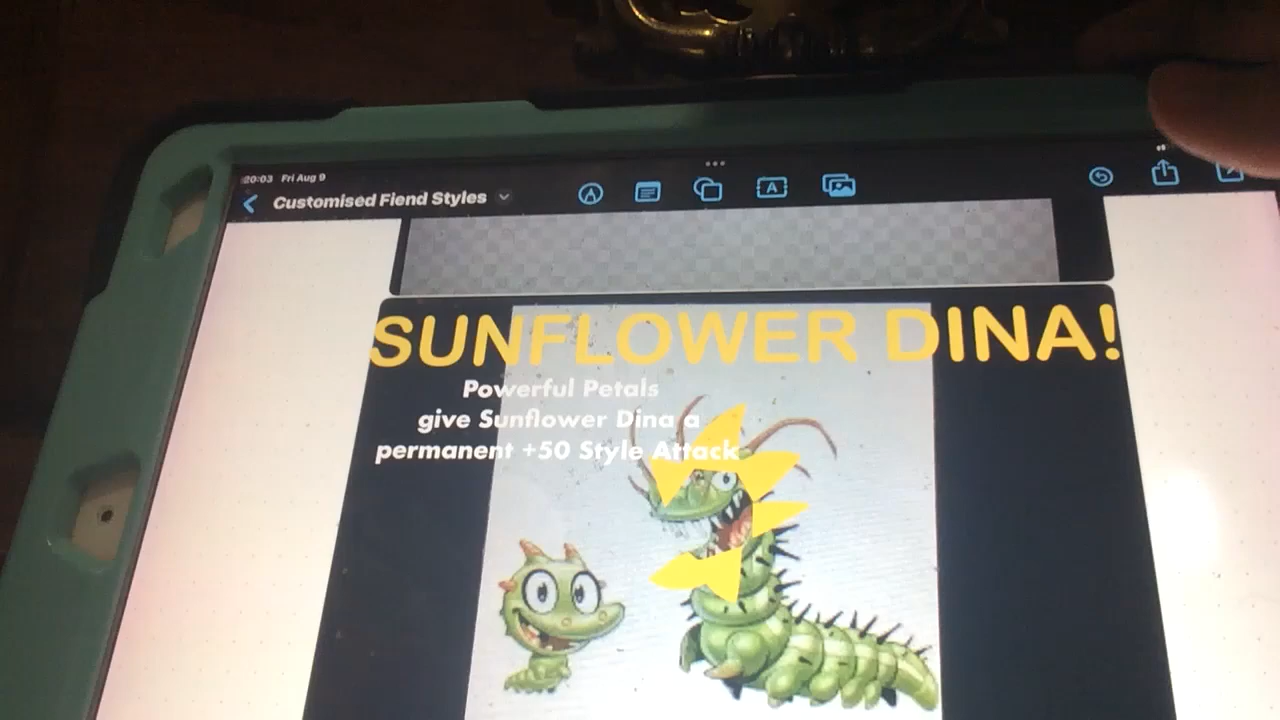 20:03 Fri Aug 9
Customised Fiend Styles
A
SUNFLOWER DINA!
Powerful Petals
give Sunflower Dina a
permanent +50 Style Attack